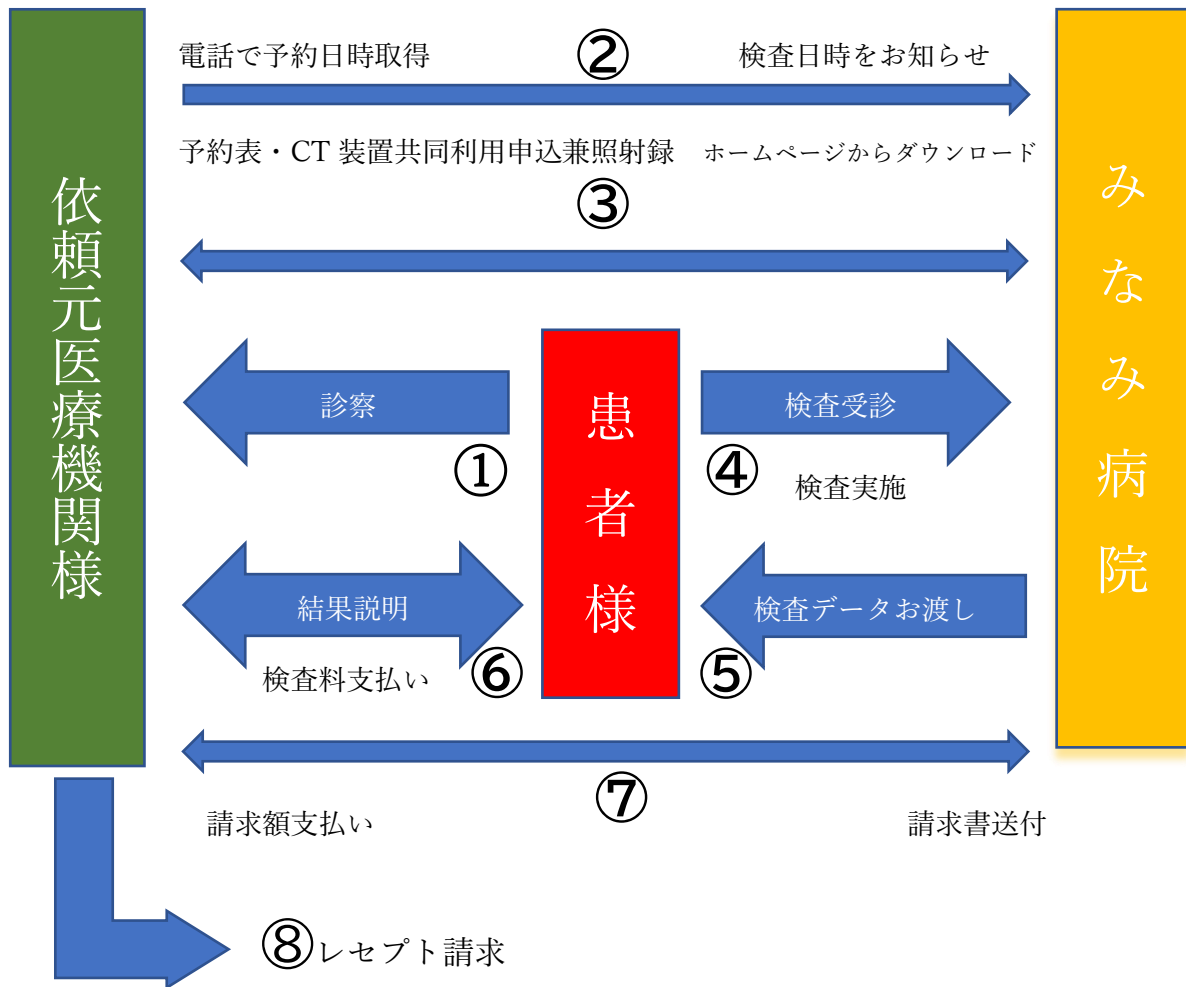 電話で予約日時取得
②
検査日時をお知らせ
予約表・CT 装置共同利用申込兼照射録
ホームページからダウンロード
③
依頼元医療機関様
みなみ病院
患者様
診察
①
検査受診
④
検査実施
結果説明
⑥
検査料支払い
検査データお渡し
⑤
⑦
請求額支払い
請求書送付
⑧レセプト請求